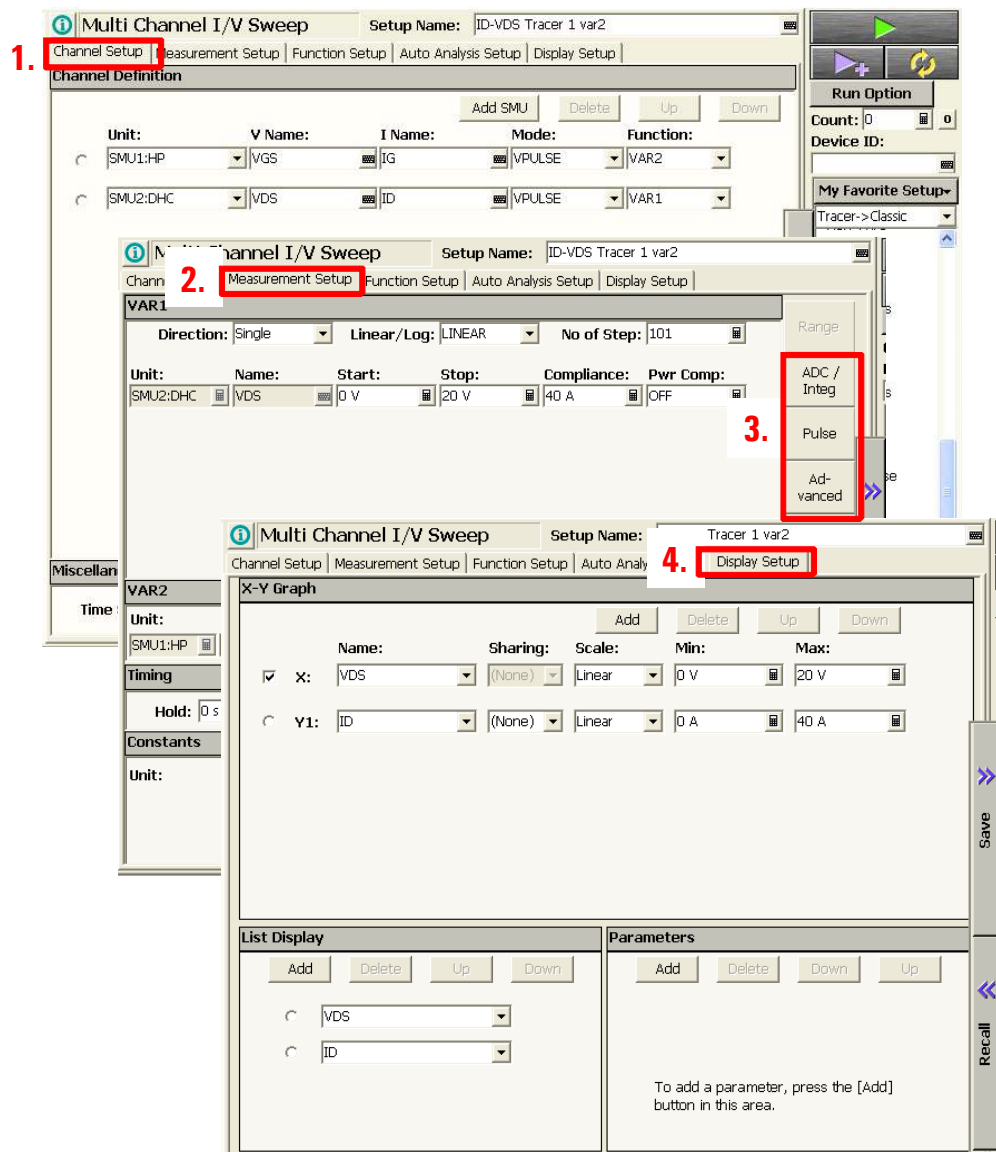 Multi Channel I/V Sweep Setup Name: ID-VDS Tracer 1 var2
1.
Channel Setup Measurement Setup Function Setup Auto Analysis Setup Display Setup
Channel Definition
Add SMU Delete Up Down
Unit: V Name: I Name: Mode: Function:
SMU1:HP VGS IG VPULSE VAR2
SMU2:DHC VDS ID VPULSE VAR1
Run Option
Count: 0 0
Device ID:
My Favorite Setup
Tracer->Classic
Miscellan
Time
2.
Channel I/V Sweep Setup Name: ID-VDS Tracer 1 var2
Chann Measurement Setup Function Setup Auto Analysis Setup Display Setup
VAR1
Direction: Single Linear/Log: LINEAR No of Step: 101
Range
Unit: Name: Start: Stop: Compliance: Pwr Comp:
SMU2:DHC VDS 0 V 20 V 40 A OFF
3.
ADC /
Integ
Pulse
Ad-
vanced
VAR2
Unit:
SMU1:HP
Timing
Hold: 0 s
Constants
Unit:
Multi Channel I/V Sweep Setup Name: Tracer 1 var2
4.
Channel Setup Measurement Setup Function Setup Auto Analy Display Setup
X-Y Graph
Add Delete Up Down
Name: Sharing: Scale: Min: Max:
X: VDS (None) Linear 0 V 20 V
Y1: ID (None) Linear 0 A 40 A
Save
Recall
List Display
Add Delete Up Down
VDS
ID
Parameters
Add Delete Down Up
To add a parameter, press the [Add]
button in this area.